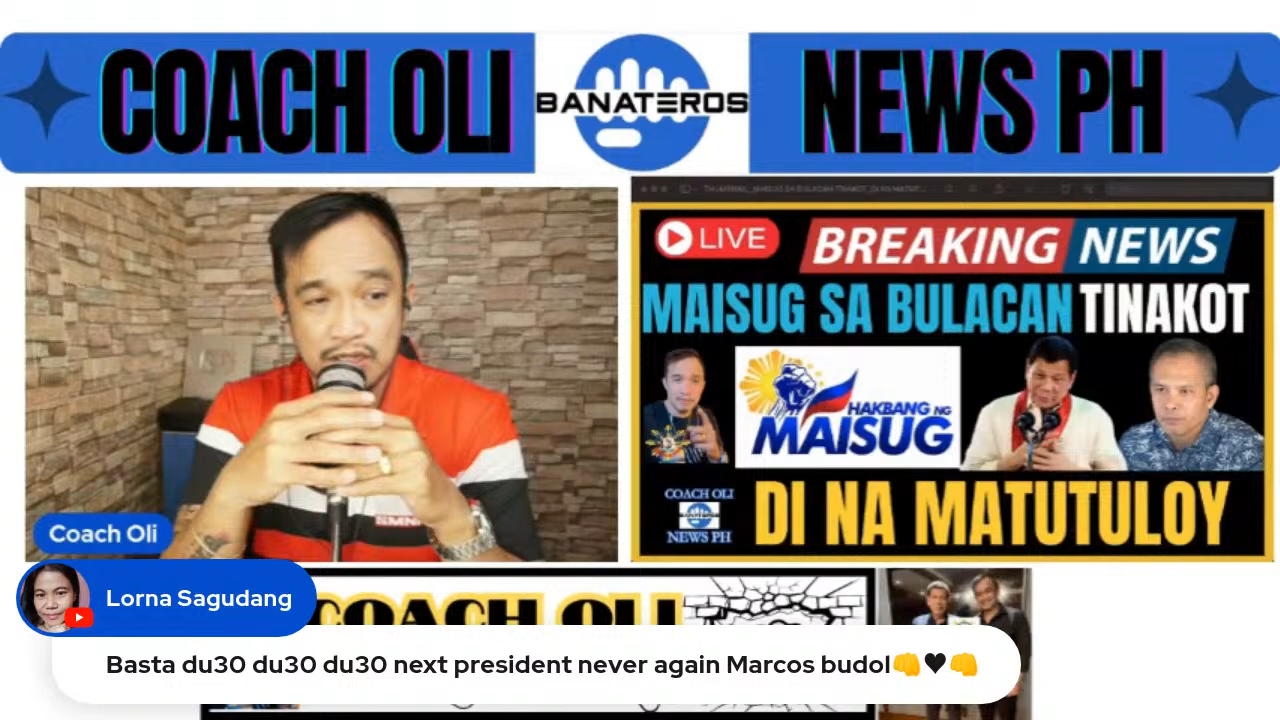 COACH OLI
BANATEROS
NEWS PH
LIVE
BREAKING NEWS
MAISUG SA BULACAN TINAKOT
HAKBANG NG
MAISUG
COACH OLI
NEWS PH
DI NA MATUTULOY
SMNI
Coach Oli
Lorna Sagudang
COACH OLI
Basta du30 du30 du30 next president never again Marcos budol👊♥👊